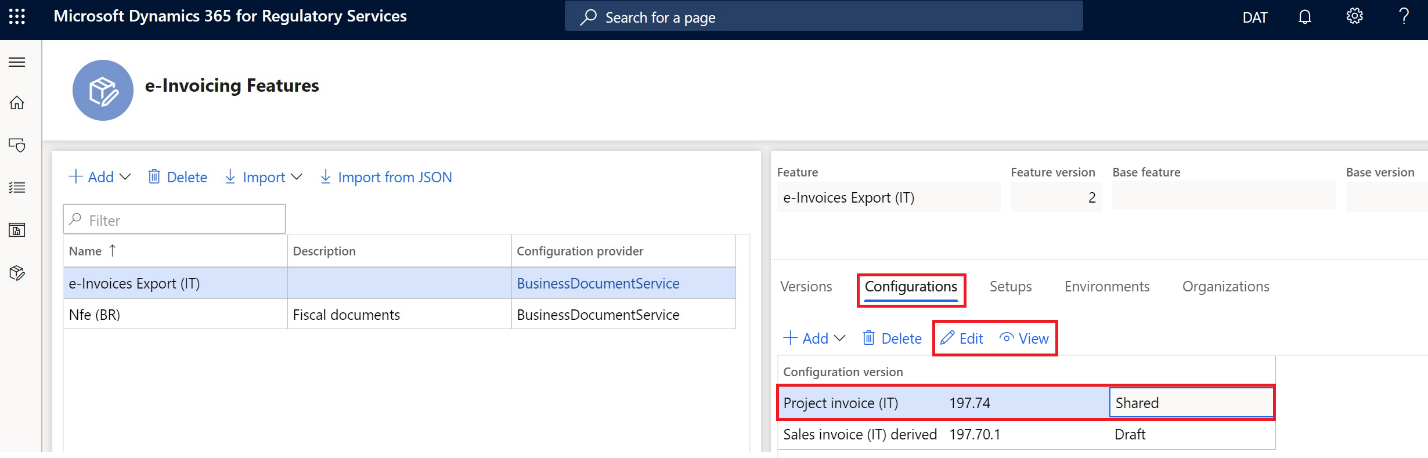 Microsoft Dynamics 365 for Regulatory Services
Search for a page
DAT
?
e-Invoicing Features
Add Delete Import Import from JSON
Filter
Name ↑ Description Configuration provider
e-Invoices Export (IT) BusinessDocumentService
Nfe (BR) Fiscal documents BusinessDocumentService
Feature Feature version Base feature Base version
e-Invoices Export (IT) 2
Versions Configurations Setups Environments Organizations
Add Delete Edit View
Configuration version
Project invoice (IT) 197.74 Shared
Sales invoice (IT) derived 197.70.1 Draft